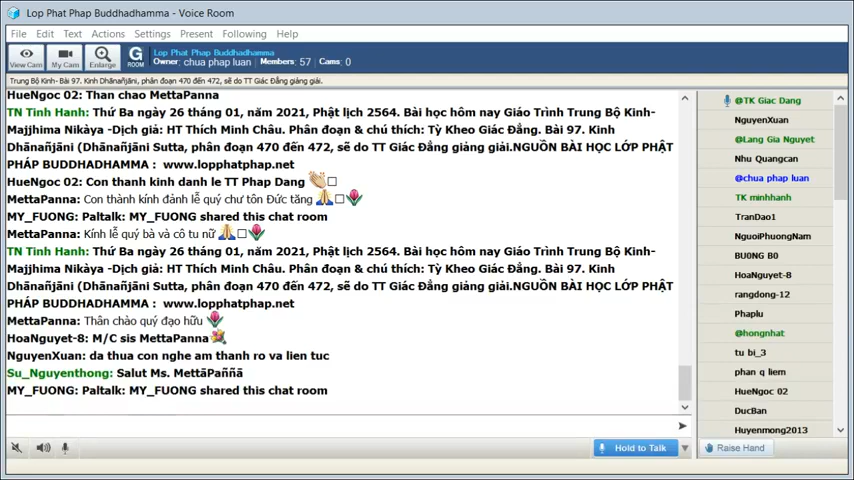 Lop Phat Phap Buddhadhamma - Voice Room
File Edit Text Actions Settings Present Following Help
View Cam My Cam Enlarge G ROOM
Lop Phat Phap Buddhadhamma
Owner: chua phap luan Members: 57 Cams: 0
Trung Bộ Kinh- Bài 97. Kinh Dhānañjāni, phân đoạn 470 đến 472, sẽ do TT Giác Đẳng giảng giải.
HueNgoc 02: Than chao MettaPanna
TN Tinh Hanh: Thứ Ba ngày 26 tháng 01, năm 2021, Phật lịch 2564. Bài học hôm nay Giáo Trình Trung Bộ Kinh-
Majjhima Nikàya -Dịch giả: HT Thích Minh Châu. Phân đoạn & chú thích: Tỳ Kheo Giác Đẳng. Bài 97. Kinh
Dhānañjāni (Dhānañjāni Sutta, phân đoạn 470 đến 472, sẽ do TT Giác Đẳng giảng giải.NGUỒN BÀI HỌC LỚP PHẬT
PHÁP BUDDHADHAMMA : www.lopphatphap.net
HueNgoc 02: Con thanh kinh danh le TT Phap Dang
MettaPanna: Con thành kính đảnh lễ quý chư tôn Đức tăng
MY_FUONG: Paltalk: MY_FUONG shared this chat room
MettaPanna: Kính lễ quý bà và cô tu nữ
TN Tinh Hanh: Thứ Ba ngày 26 tháng 01, năm 2021, Phật lịch 2564. Bài học hôm nay Giáo Trình Trung Bộ Kinh-
Majjhima Nikàya -Dịch giả: HT Thích Minh Châu. Phân đoạn & chú thích: Tỳ Kheo Giác Đẳng. Bài 97. Kinh
Dhānañjāni (Dhānañjāni Sutta, phân đoạn 470 đến 472, sẽ do TT Giác Đẳng giảng giải.NGUỒN BÀI HỌC LỚP PHẬT
PHÁP BUDDHADHAMMA : www.lopphatphap.net
MettaPanna: Thân chào quý đạo hữu
HoaNguyet-8: M/C sis MettaPanna
NguyenXuan: da thua con nghe am thanh ro va lien tuc
Su_Nguyenthong: Salut Ms. MettāPaññā
MY_FUONG: Paltalk: MY_FUONG shared this chat room
Hold to Talk
@TK Giac Dang
NguyenXuan
@Lang Gia Nguyet
Nhu Quangcan
@chua phap luan
TK minhhanh
TranDao1
NguoiPhuongNam
BU0NG B0
HoaNguyet-8
rangdong-12
Phaplu
@hongnhat
tu bi_3
phan q liem
HueNgoc 02
DucBan
Huyenmong2013
Raise Hand